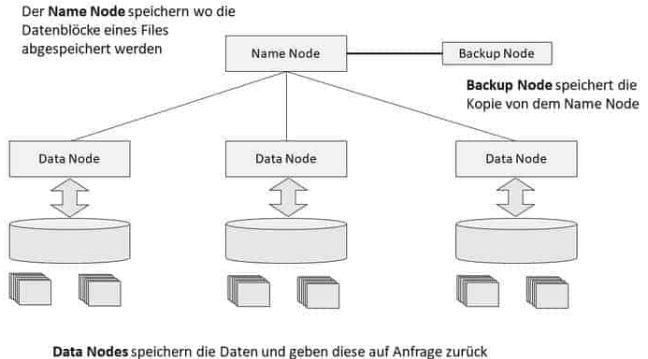 Der Name Node speichern wo die
Datenblöcke eines Files
abgespeichert werden
Name Node
Backup Node
Backup Node speichert die
Kopie von dem Name Node
Data Node
Data Node
Data Node
Data Nodes speichern die Daten und geben diese auf Anfrage zurück